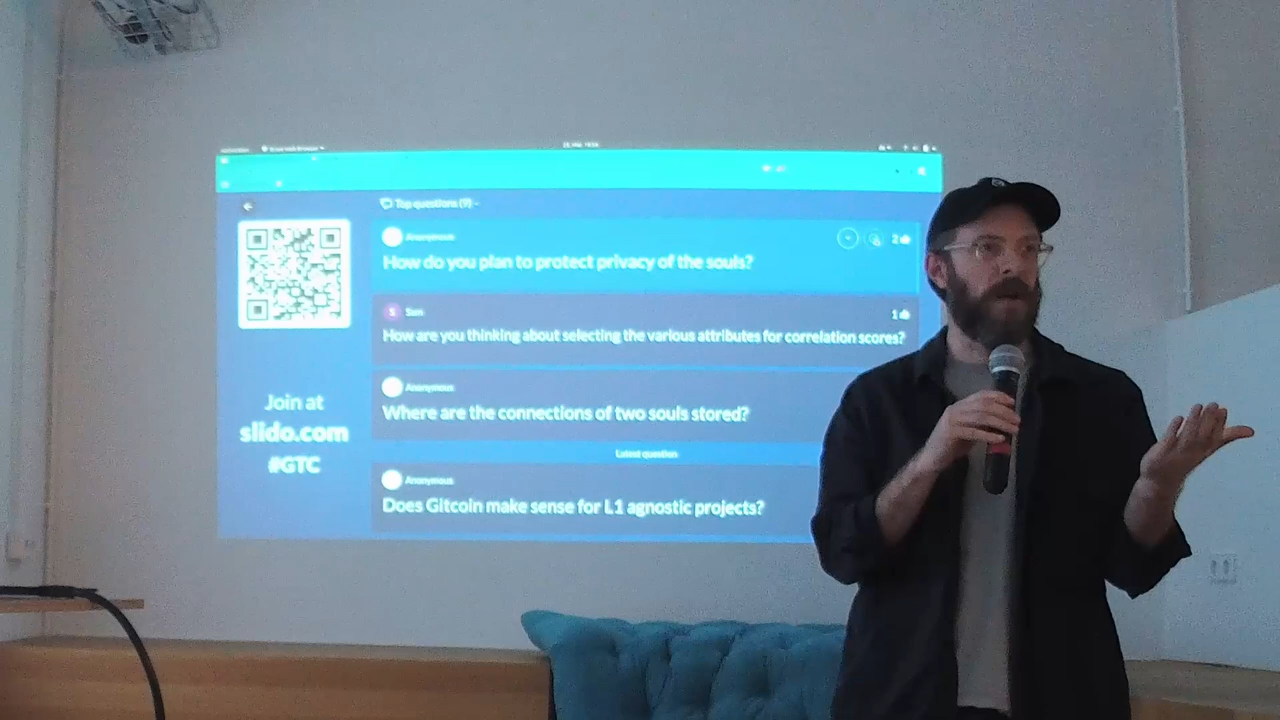 Top questions (9)
Anonymous
2
How do you plan to protect privacy of the souls?
S
Sam
1
How are you thinking about selecting the various attributes for correlation scores?
Anonymous
Where are the connections of two souls stored?
Latest question
Anonymous
Does Gitcoin make sense for L1 agnostic projects?
Join at
slido.com
#GTC